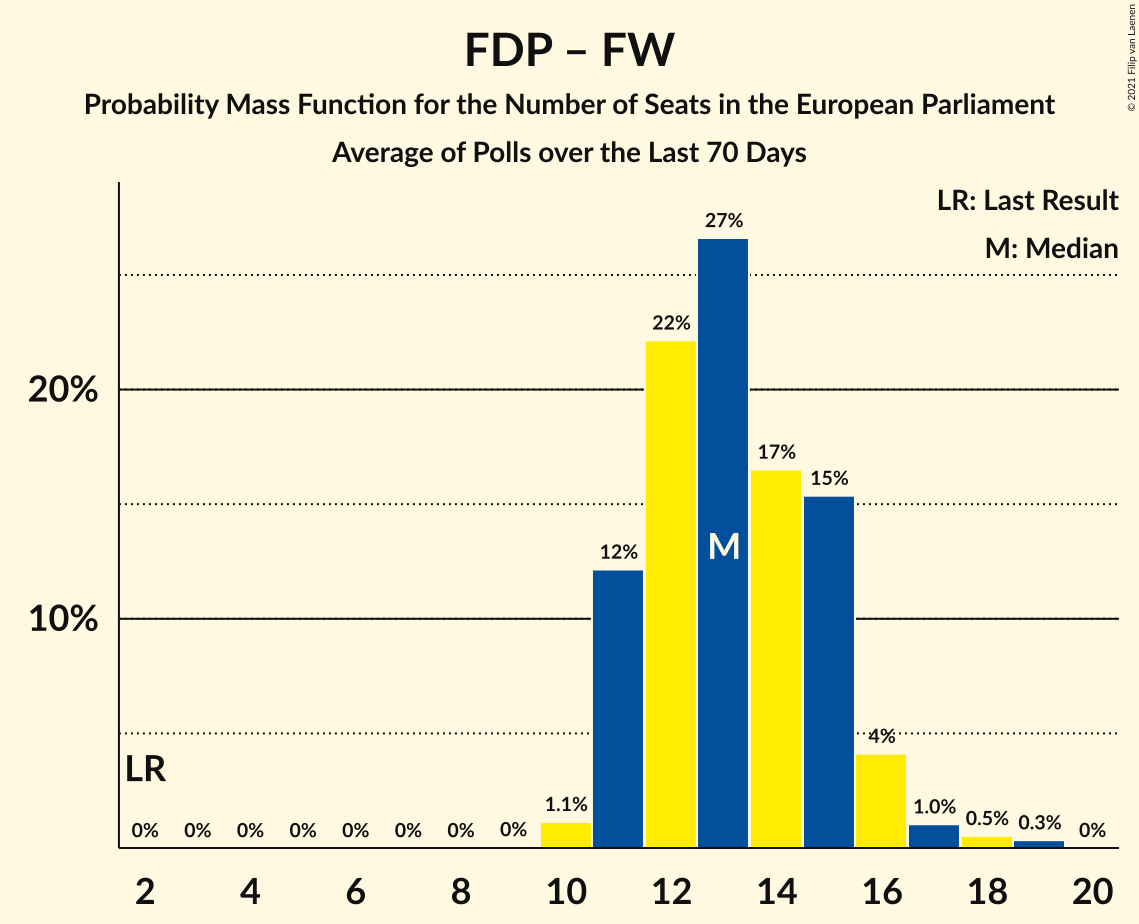 © 2021 Filip van Laenen
FDP – FW
Probability Mass Function for the Number of Seats in the European Parliament
Average of Polls over the Last 70 Days
LR: Last Result
M: Median
27%
22%
20%
17%
15%
M
12%
10%
4%
LR
1.1%
1.0%
0.5%
0.3%
0% 0% 0% 0% 0% 0% 0% 0% 0%
2 4 6 8 10 12 14 16 18 20